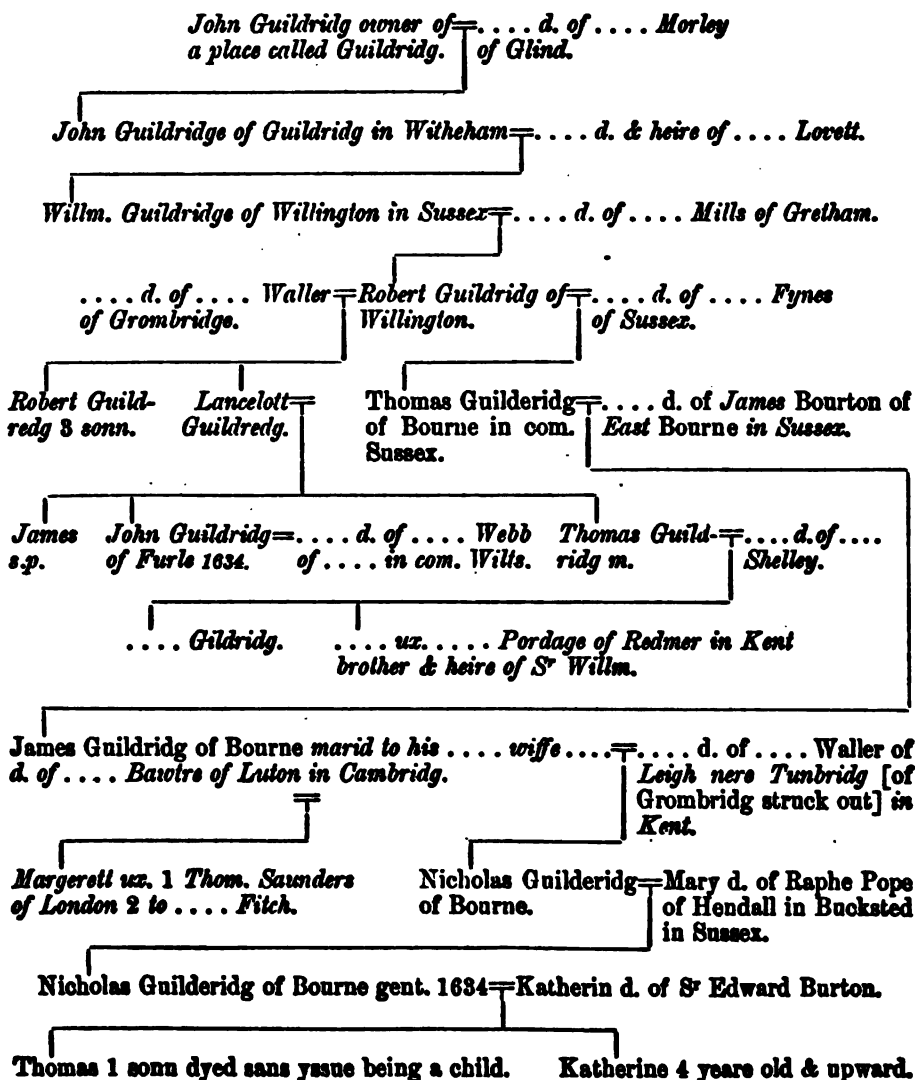 John Guildridg owner of=. . . . d. of . . . . Morley
a place called Guildridg. of Glind.
John Guildridge of Guildridg in Witheham=. . . . d. & heire of . . . . Lovett.
Willm. Guildridge of Willington in Sussex=. . . . d. of . . . . Mills of Gretham.
. . . . d. of . . . . Waller=Robert Guildridg of=. . . . d. of . . . . Fynes
of Grombridge. Willington. of Sussex.
Robert Guild- Lancelott= Thomas Guilderidg=. . . . d. of James Bourton of
redg 3 sonn. Guildredg. of Bourne in com. East Bourne in Sussex.
Sussex.
James John Guildridg=. . . . d. of . . . . Webb Thomas Guild-=. . . . d. of . . . .
s.p. of Furle 1634. of . . . . in com. Wilts. ridg m. Shelley.
. . . . Gildridg. . . . . ux. . . . . Pordage of Redmer in Kent
brother & heire of Sr Willm.
James Guildridg of Bourne marid to his . . . . wiffe . . . .=. . . . d. of . . . . Waller of
d. of . . . . Bawtre of Luton in Cambridg. Leigh nere Tunbridg [of
= Grombridg struck out] in
Kent.
Margerett ux. 1 Thom. Saunders Nicholas Guilderidg=Mary d. of Raphe Pope
of London 2 to . . . . Fitch. of Bourne. of Hendall in Bucksted
in Sussex.
Nicholas Guilderidg of Bourne gent. 1634=Katherin d. of Sr Edward Burton.
Thomas 1 sonn dyed sans yssue being a child. Katherine 4 yeare old & upward.